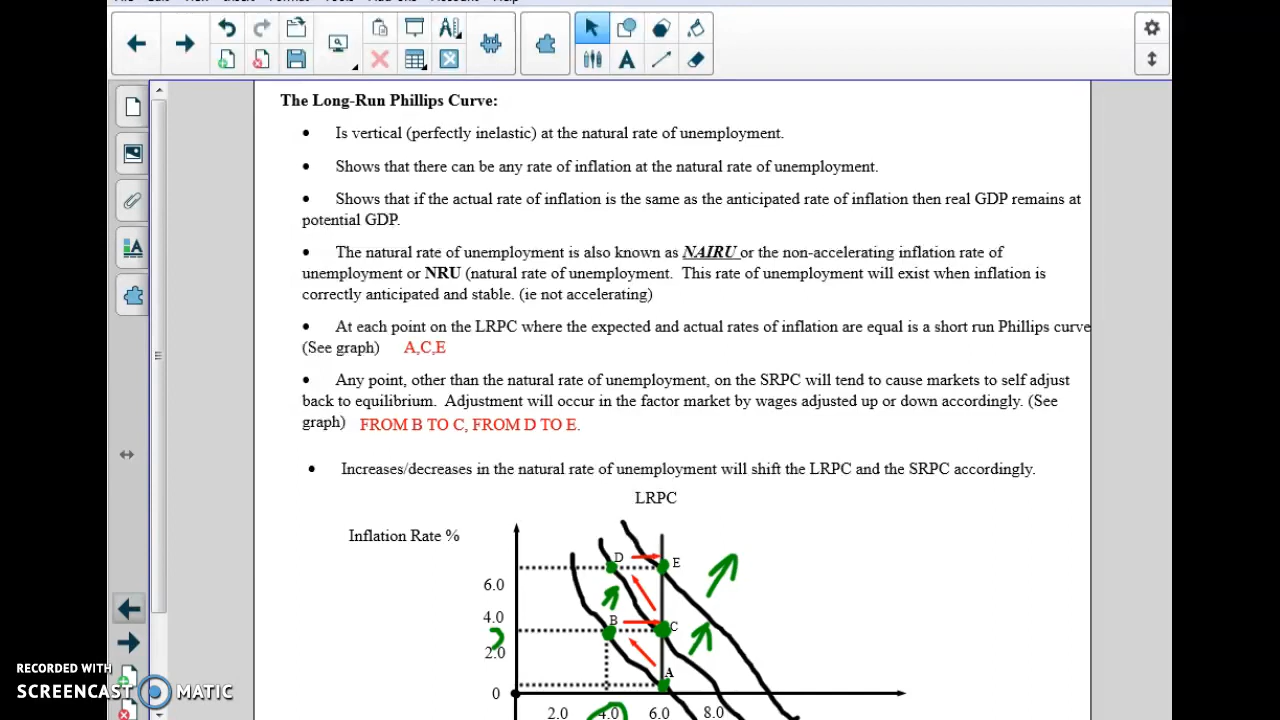 The Long-Run Phillips Curve:
• Is vertical (perfectly inelastic) at the natural rate of unemployment.
• Shows that there can be any rate of inflation at the natural rate of unemployment.
• Shows that if the actual rate of inflation is the same as the anticipated rate of inflation then real GDP remains at
potential GDP.
• The natural rate of unemployment is also known as NAIRU or the non-accelerating inflation rate of
unemployment or NRU (natural rate of unemployment. This rate of unemployment will exist when inflation is
correctly anticipated and stable. (ie not accelerating)
• At each point on the LRPC where the expected and actual rates of inflation are equal is a short run Phillips curve
(See graph) A,C,E
• Any point, other than the natural rate of unemployment, on the SRPC will tend to cause markets to self adjust
back to equilibrium. Adjustment will occur in the factor market by wages adjusted up or down accordingly. (See
graph) FROM B TO C, FROM D TO E.
• Increases/decreases in the natural rate of unemployment will shift the LRPC and the SRPC accordingly.
LRPC
Inflation Rate %
D
E
6.0
4.0
B
C
2.0
A
0
2.0 4.0 6.0 8.0
RECORDED WITH
SCREENCAST MATIC